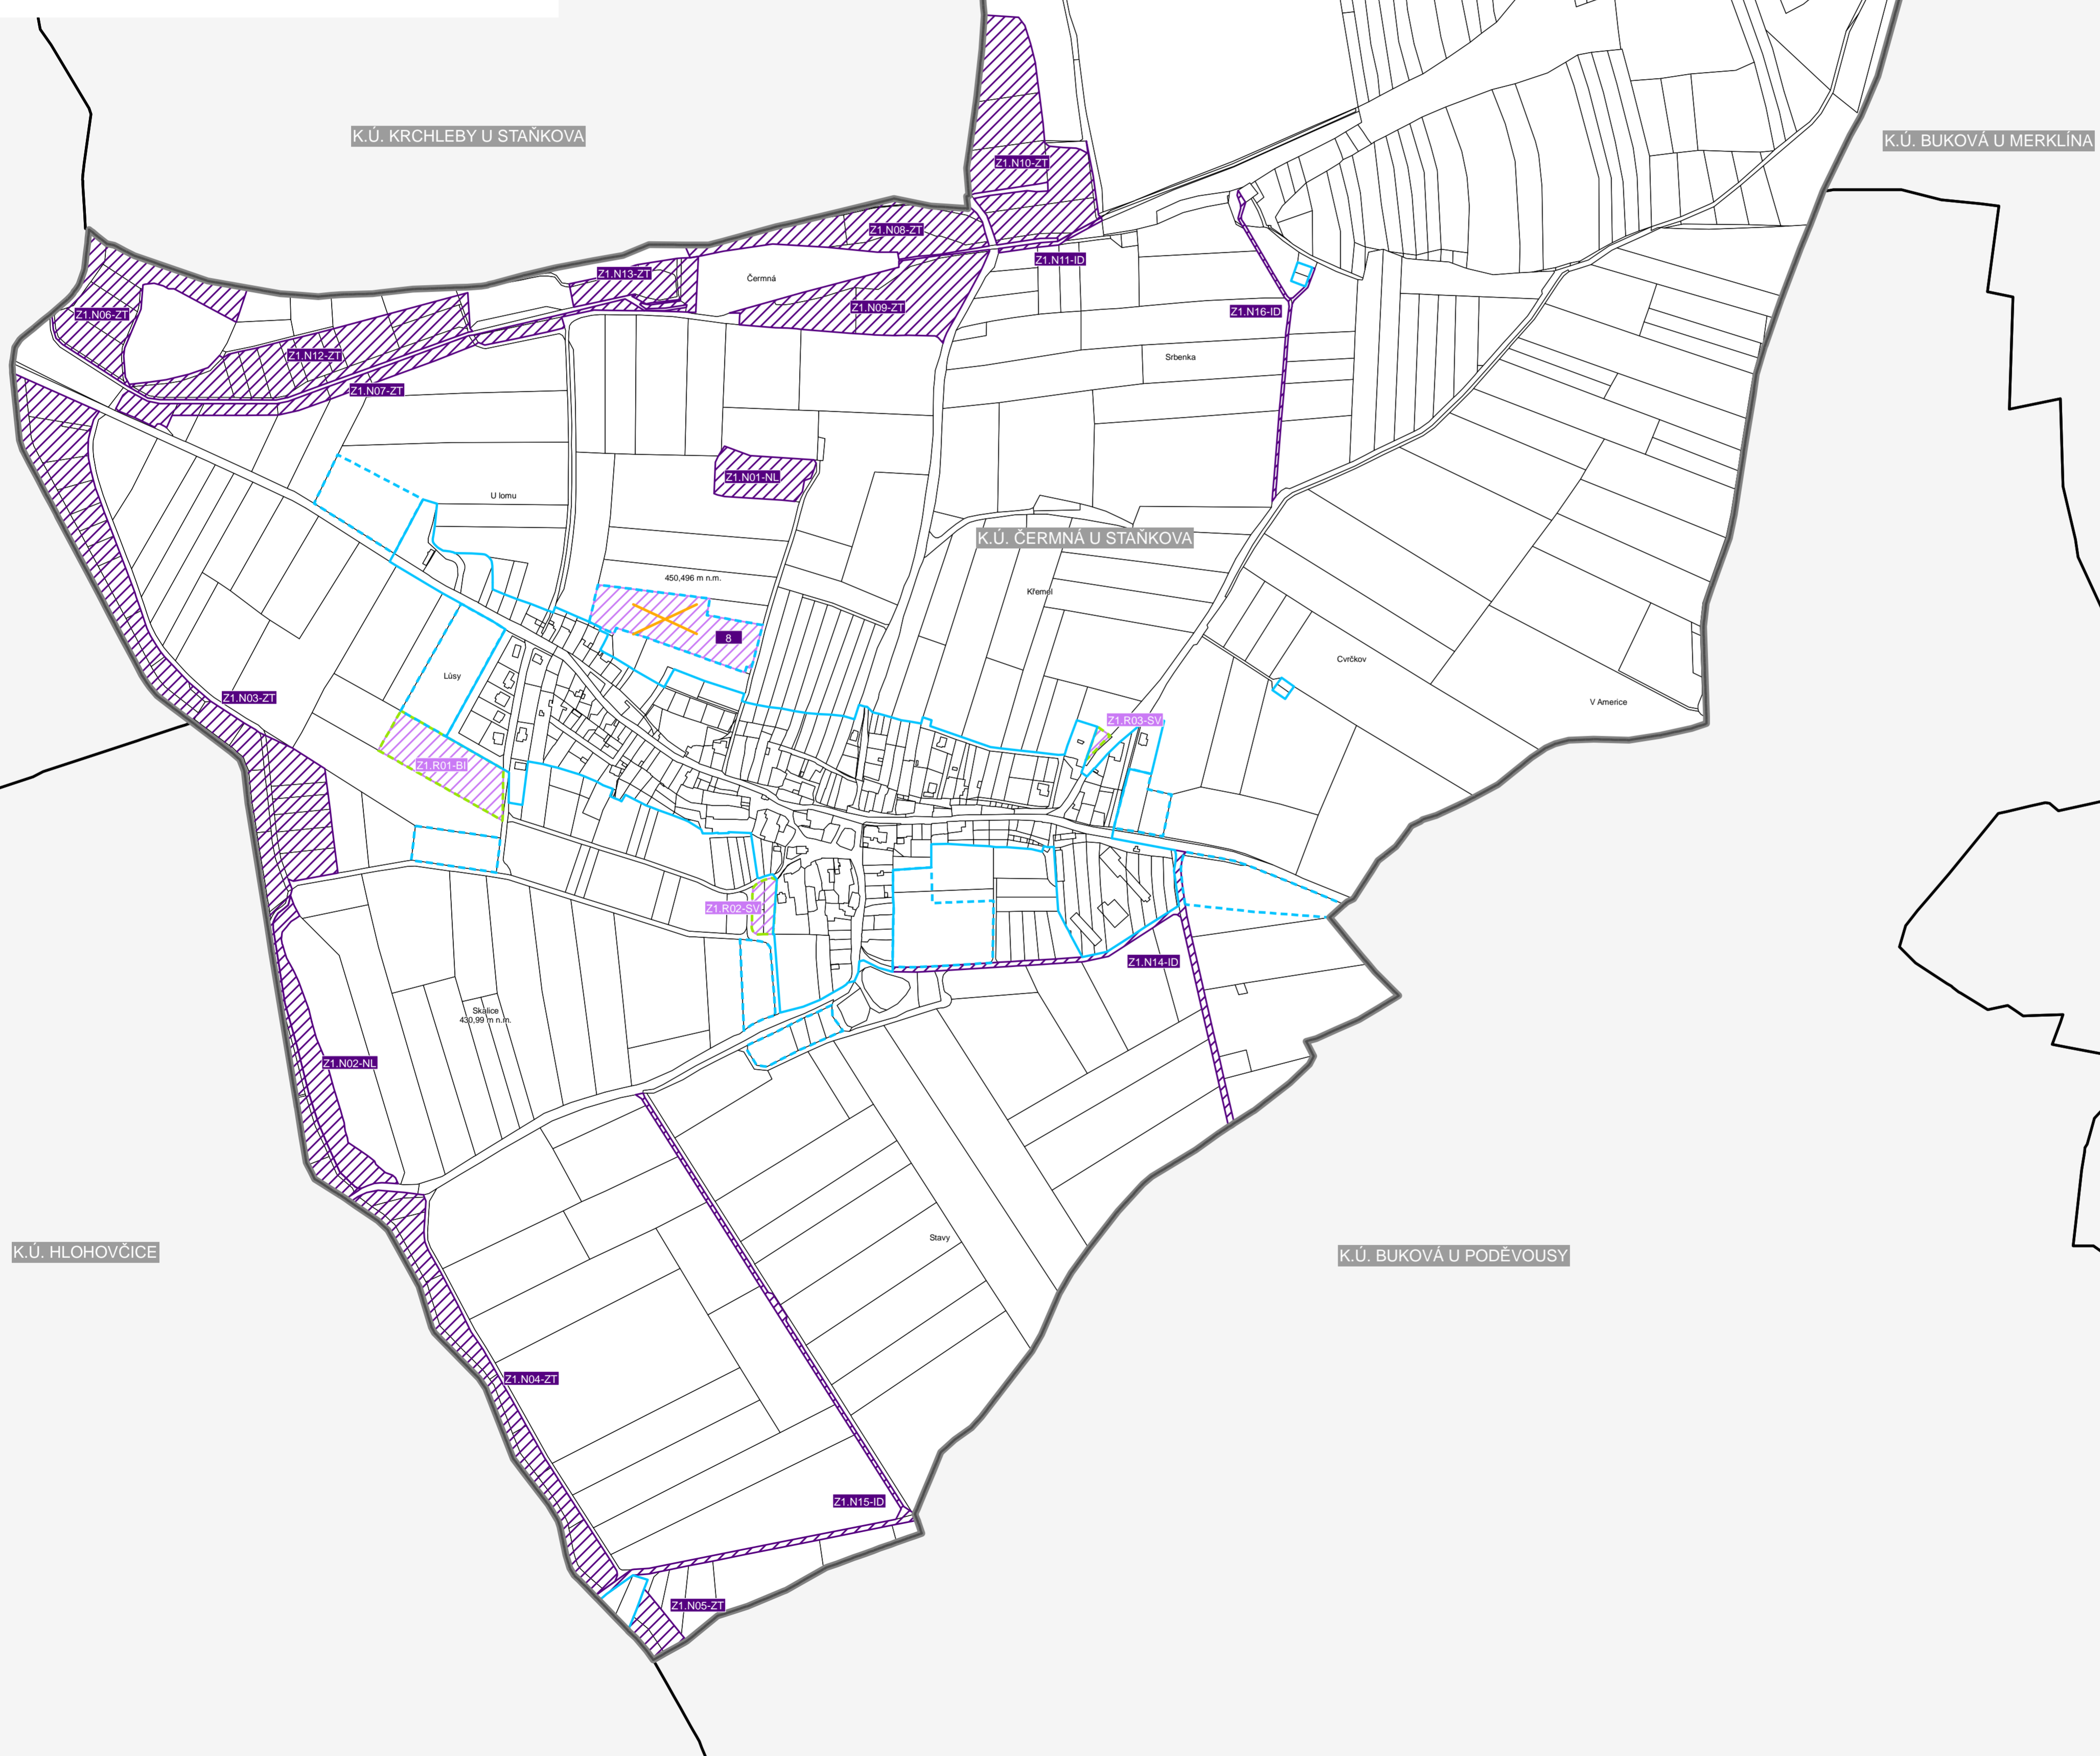 K.Ú. KRCHLEBY U STAŇKOVA
K.Ú. BUKOVÁ U MERKLÍNA
Z1.N10-ZT
Z1.N08-ZT
Z1.N11-ID
Z1.N13-ZT
Čermná
Z1.N09-ZT
Z1.N16-ID
Z1.N06-ZT
Z1.N12-ZT
Srbenka
Z1.N07-ZT
Z1.N01-NL
U lomu
K.Ú. ČERMNÁ U STAŇKOVA
450,496 m n.m.
Křemel
8
Cvrčkov
Lúsy
Z1.N03-ZT
V Americe
Z1.R03-SV
Z1.R01-BI
Z1.R02-SV
Z1.N14-ID
Skalice
430,99 m n.m.
Z1.N02-NL
Stavy
K.Ú. HLOHOVČICE
K.Ú. BUKOVÁ U PODĚVOUSY
Z1.N04-ZT
Z1.N15-ID
Z1.N05-ZT